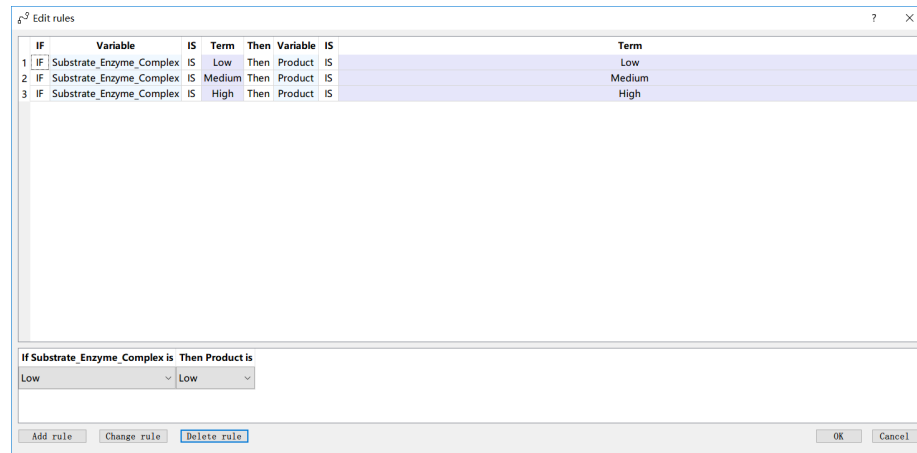 Edit rules ? ×
IF Variable IS Term Then Variable IS Term
1 IF Substrate_Enzyme_Complex IS Low Then Product IS Low
2 IF Substrate_Enzyme_Complex IS Medium Then Product IS Medium
3 IF Substrate_Enzyme_Complex IS High Then Product IS High
If Substrate_Enzyme_Complex is Then Product is
Low Low
Add rule Change rule Delete rule OK Cancel